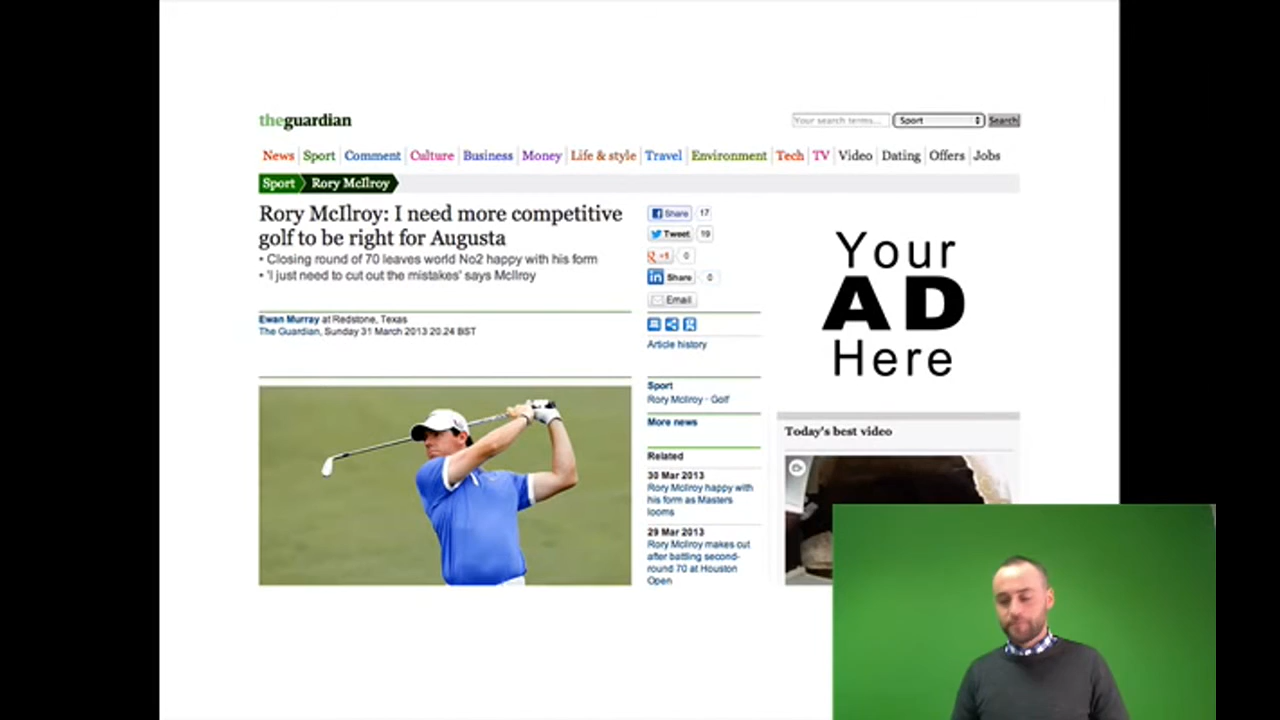 theguardian
Your search terms... Sport Search
News Sport Comment Culture Business Money Life & style Travel Environment Tech TV Video Dating Offers Jobs
Sport Rory McIlroy
Rory McIlroy: I need more competitive
golf to be right for Augusta
• Closing round of 70 leaves world No2 happy with his form
• 'I just need to cut out the mistakes' says McIlroy
Ewan Murray at Redstone, Texas
The Guardian, Sunday 31 March 2013 20.24 BST
Share 17
Tweet 19
+1 0
Share 0
Email
Article history
Sport
Rory McIlroy · Golf
More news
Related
30 Mar 2013
Rory McIlroy happy with
his form as Masters
looms
29 Mar 2013
Rory McIlroy makes cut
after battling second-
round 70 at Houston
Open
Your
AD
Here
Today's best video